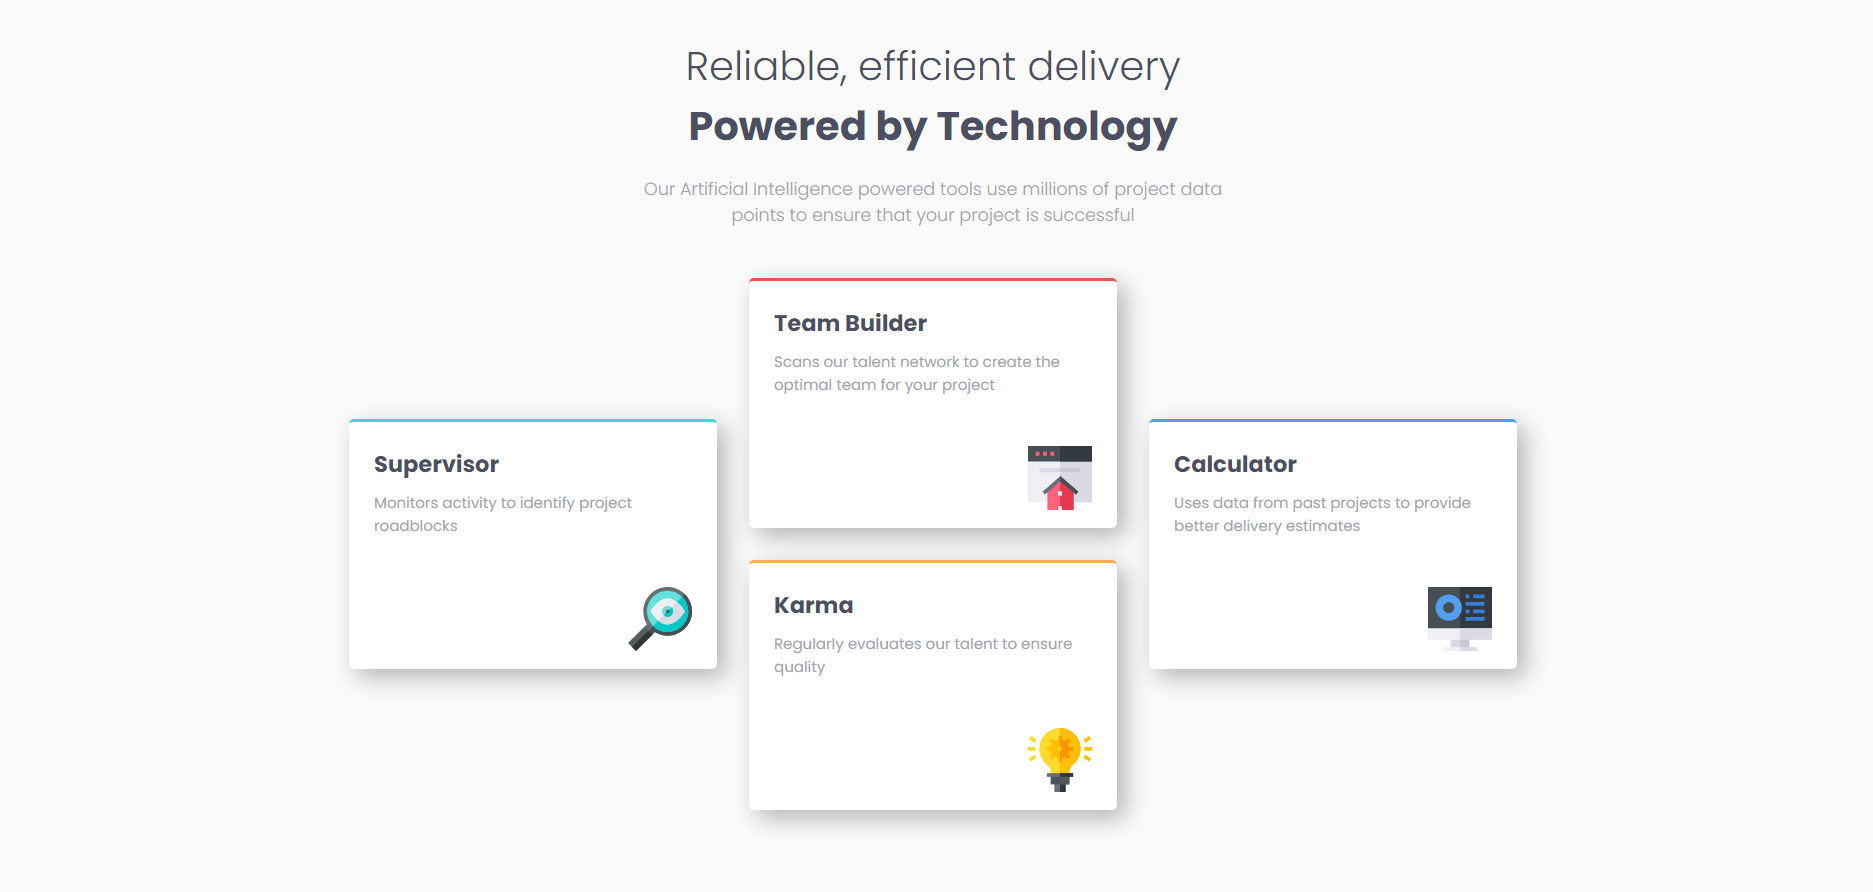 Reliable, efficient delivery
Powered by Technology
Our Artificial Intelligence powered tools use millions of project data
points to ensure that your project is successful
Supervisor
Monitors activity to identify project
roadblocks
Team Builder
Scans our talent network to create the
optimal team for your project
Karma
Regularly evaluates our talent to ensure
quality
Calculator
Uses data from past projects to provide
better delivery estimates